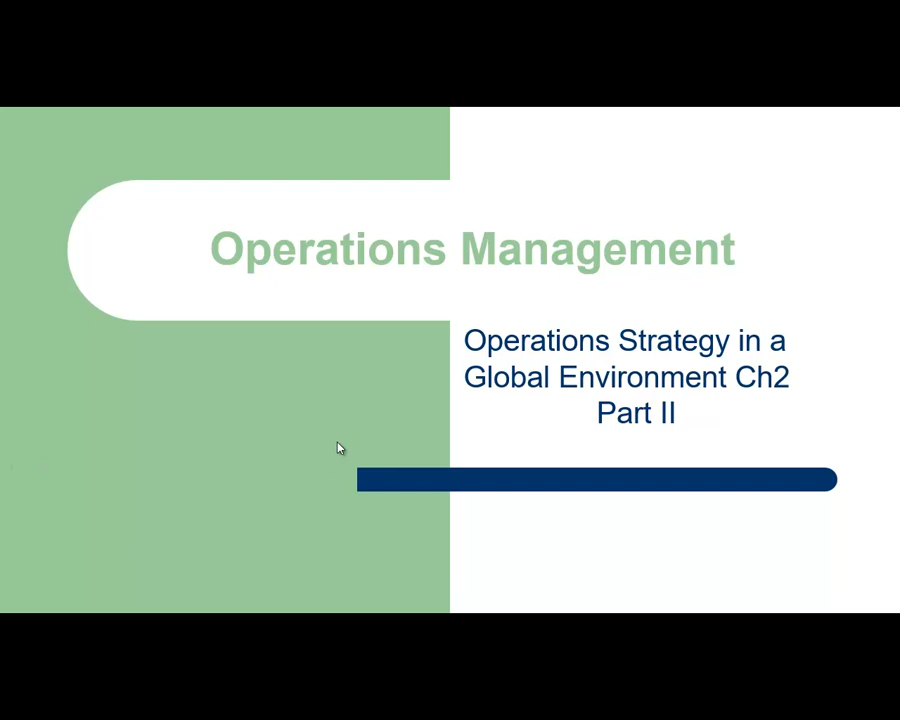 Operations Management
Operations Strategy in a
Global Environment Ch2
Part II